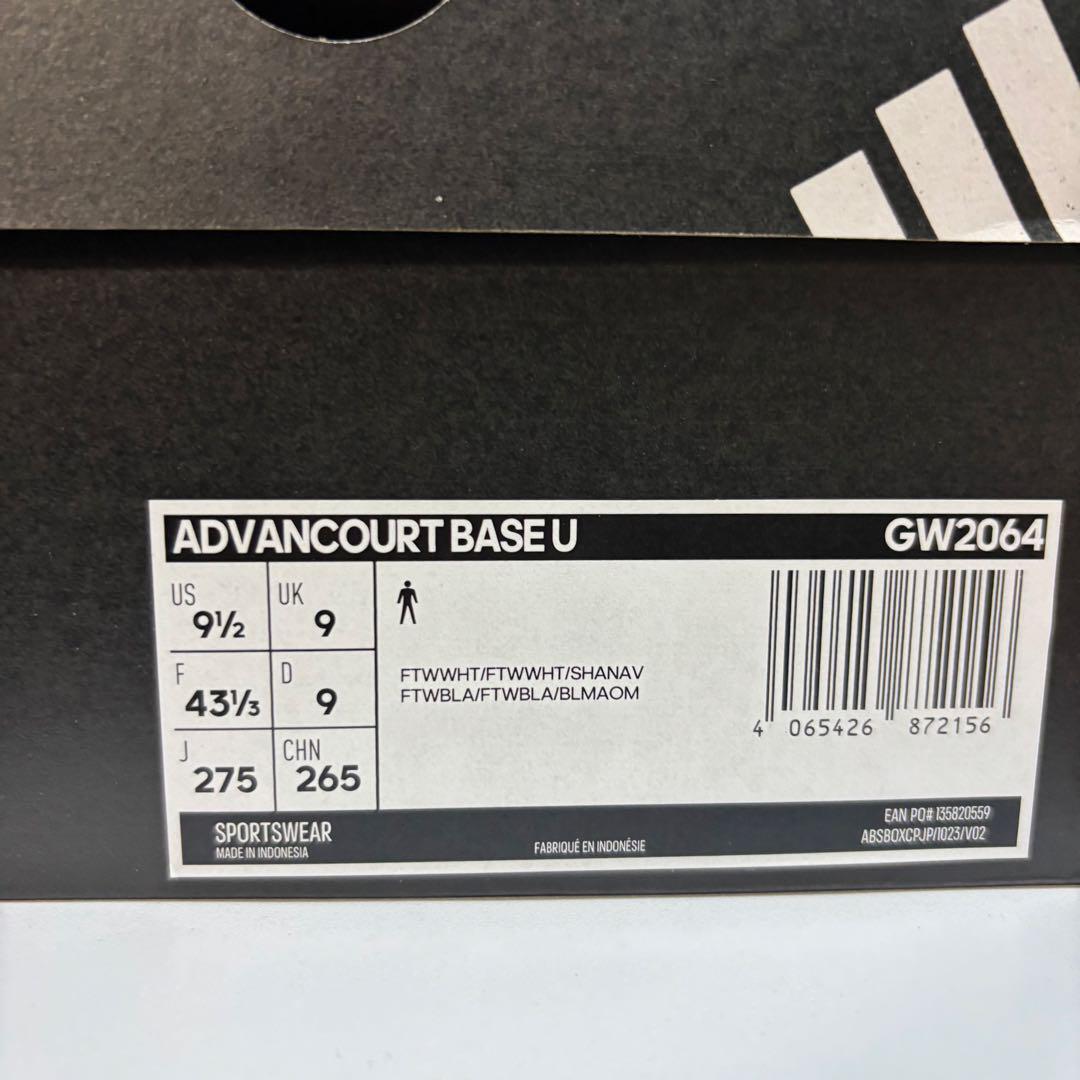 ADVANCOURT BASE U GW2064
US 9½ UK 9
F 43⅓ D 9
J 275 CHN 265
FTWWHT/FTWWHT/SHANAV
FTWBLA/FTWBLA/BLMAOM
4 065426 872156
SPORTSWEAR
MADE IN INDONESIA
FABRIQUÉ EN INDONÉSIE
EAN PO# 135820559
ABSBOXCPJP/1023/V02